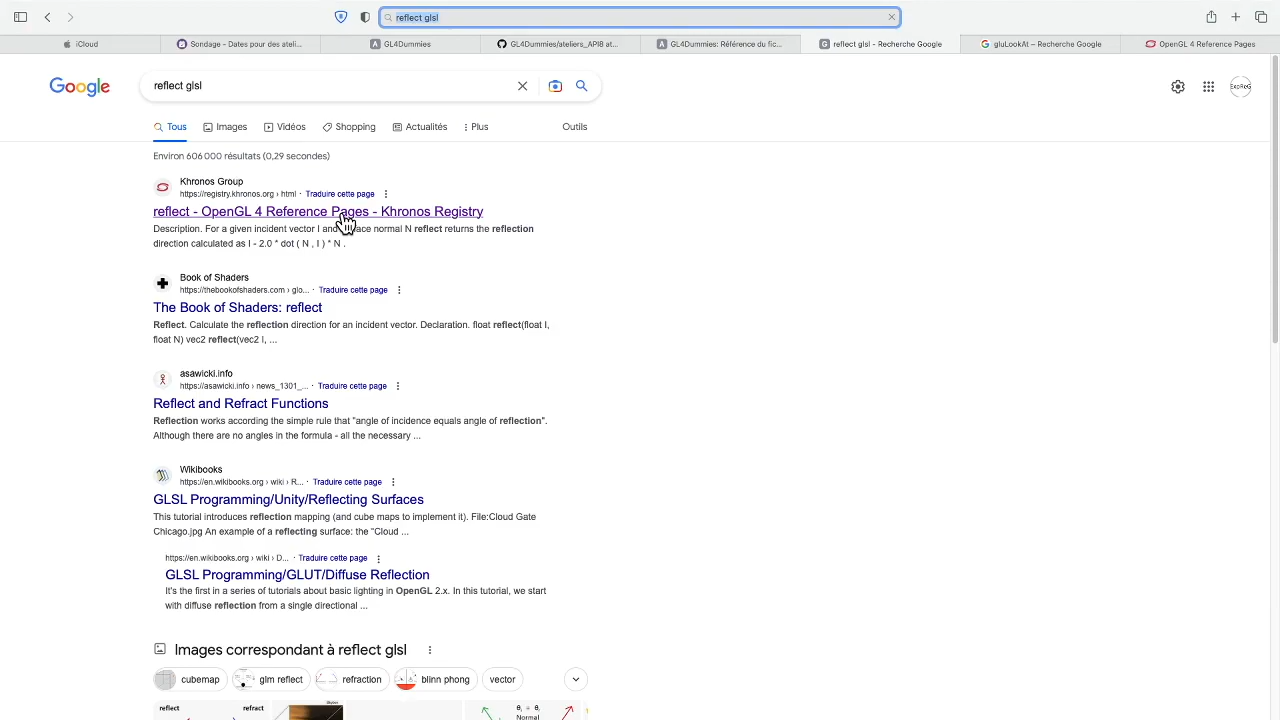 reflect glsl
iCloud
Sondage - Dates pour des ateli...
GL4Dummies
GL4Dummies/ateliers_API8 at...
GL4Dummies: Référence du fic...
reflect glsl - Recherche Google
gluLookAt – Recherche Google
OpenGL 4 Reference Pages
Google
reflect glsl
ExoReG
Tous
Images
Vidéos
Shopping
Actualités
Plus
Outils
Environ 606 000 résultats (0,29 secondes)
Khronos Group
https://registry.khronos.org › html · Traduire cette page
reflect - OpenGL 4 Reference Pages - Khronos Registry
Description. For a given incident vector I and surface normal N reflect returns the reflection
direction calculated as I - 2.0 * dot ( N , I ) * N .
Book of Shaders
https://thebookofshaders.com › glo... · Traduire cette page
The Book of Shaders: reflect
Reflect. Calculate the reflection direction for an incident vector. Declaration. float reflect(float I,
float N) vec2 reflect(vec2 I, ...
asawicki.info
https://asawicki.info › news_1301_... · Traduire cette page
Reflect and Refract Functions
Reflection works according the simple rule that "angle of incidence equals angle of reflection".
Although there are no angles in the formula - all the necessary ...
Wikibooks
https://en.wikibooks.org › wiki › R... · Traduire cette page
GLSL Programming/Unity/Reflecting Surfaces
This tutorial introduces reflection mapping (and cube maps to implement it). File:Cloud Gate
Chicago.jpg An example of a reflecting surface: the "Cloud ...
https://en.wikibooks.org › wiki › D... · Traduire cette page
GLSL Programming/GLUT/Diffuse Reflection
It's the first in a series of tutorials about basic lighting in OpenGL 2.x. In this tutorial, we start
with diffuse reflection from a single directional ...
Images correspondant à reflect glsl
cubemap
glm reflect
refraction
blinn phong
vector
reflect
refract
Skybox
θᵢ = θᵣ
Normal